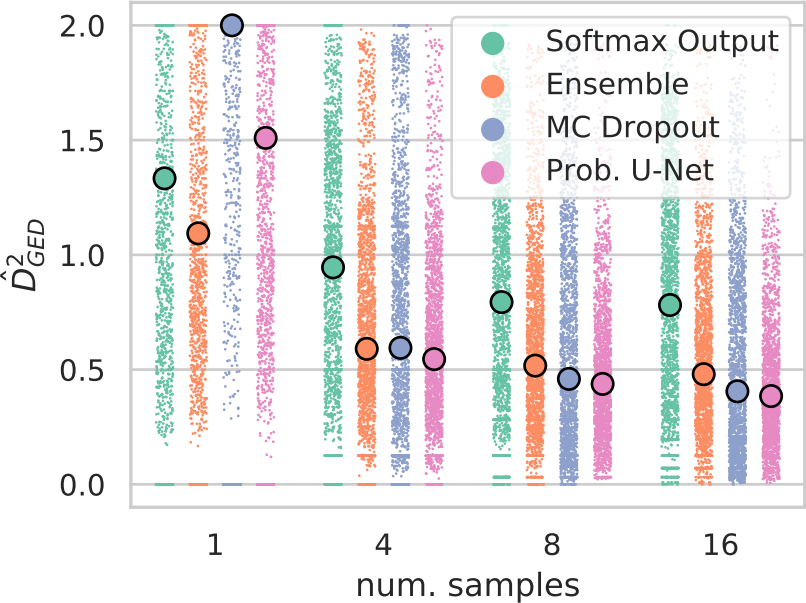 2.0
1.5
1.0
0.5
0.0
D̂²_GED
Softmax Output
Ensemble
MC Dropout
Prob. U-Net
1 4 8 16
num. samples